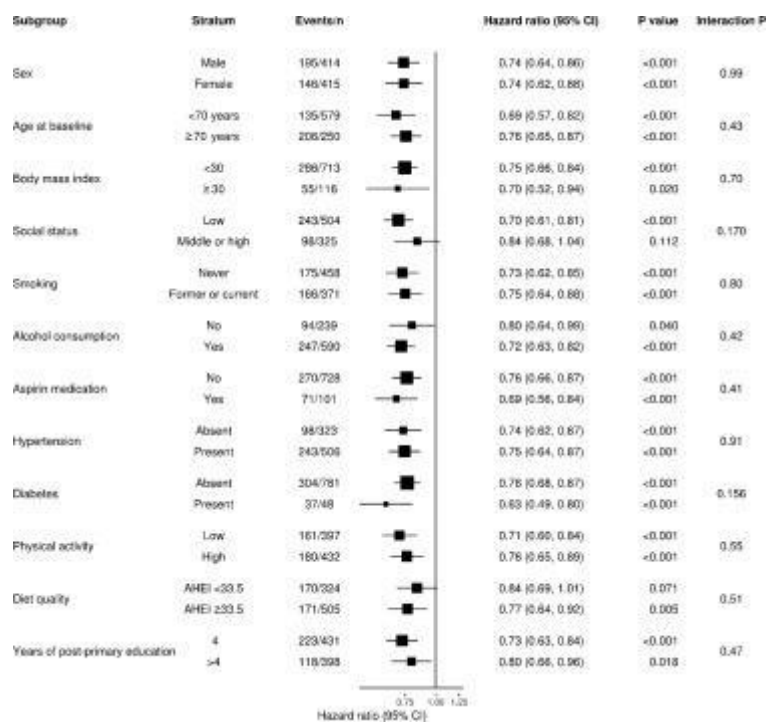 Subgroup Stratum Events/n Hazard ratio (95% CI) P value Interaction P
Sex
Male 195/414 0.74 (0.64, 0.86) <0.001
0.99
Female 146/415 0.74 (0.62, 0.88) <0.001
Age at baseline
<70 years 135/579 0.69 (0.57, 0.82) <0.001
0.43
≥70 years 206/250 0.76 (0.65, 0.87) <0.001
Body mass index
<30 286/713 0.75 (0.66, 0.84) <0.001
0.70
≥30 55/116 0.70 (0.52, 0.94) 0.020
Social status
Low 243/504 0.70 (0.61, 0.81) <0.001
0.170
Middle or high 98/325 0.84 (0.68, 1.04) 0.112
Smoking
Never 175/458 0.73 (0.62, 0.85) <0.001
0.80
Former or current 166/371 0.75 (0.64, 0.88) <0.001
Alcohol consumption
No 94/239 0.80 (0.64, 0.99) 0.040
0.42
Yes 247/590 0.72 (0.63, 0.82) <0.001
Aspirin medication
No 270/728 0.76 (0.66, 0.87) <0.001
0.41
Yes 71/101 0.69 (0.56, 0.84) <0.001
Hypertension
Absent 98/323 0.74 (0.62, 0.87) <0.001
0.91
Present 243/506 0.75 (0.64, 0.87) <0.001
Diabetes
Absent 304/781 0.76 (0.68, 0.87) <0.001
0.156
Present 37/48 0.63 (0.49, 0.80) <0.001
Physical activity
Low 161/397 0.71 (0.60, 0.84) <0.001
0.55
High 180/432 0.76 (0.65, 0.89) <0.001
Diet quality
AHEI <33.5 170/324 0.84 (0.69, 1.01) 0.071
0.51
AHEI ≥33.5 171/505 0.77 (0.64, 0.92) 0.005
Years of post-primary education
4 223/431 0.73 (0.63, 0.84) <0.001
0.47
>4 118/398 0.80 (0.66, 0.96) 0.018
0.75 1.00 1.25
Hazard ratio (95% CI)